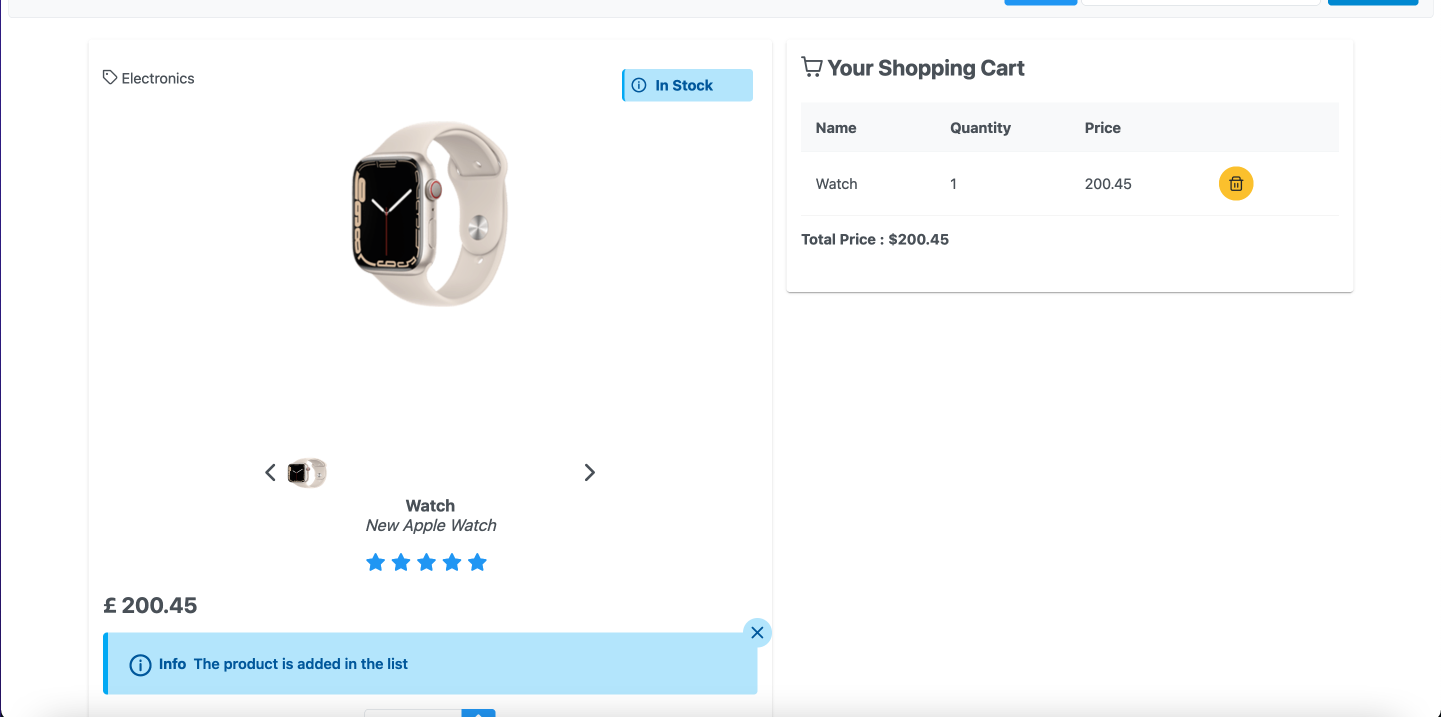 Electronics
In Stock
Watch
New Apple Watch
£ 200.45
Info The product is added in the list
Your Shopping Cart
Name Quantity Price
Watch 1 200.45
Total Price : $200.45